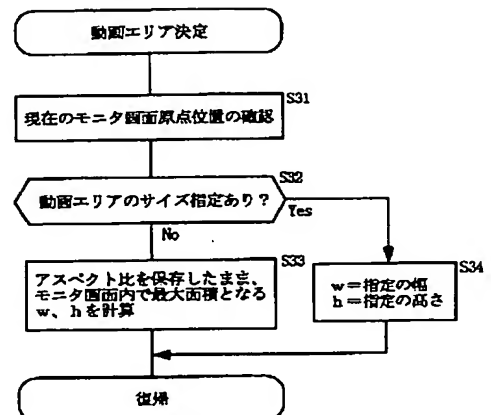 動画エリア決定
S31
現在のモニタ画面原点位置の確認
S32
動画エリアのサイズ指定あり?
Yes
No
S33
アスペクト比を保存したまま、
モニタ画面内で最大面積となる
w、hを計算
S34
w=指定の幅
h=指定の高さ
復帰